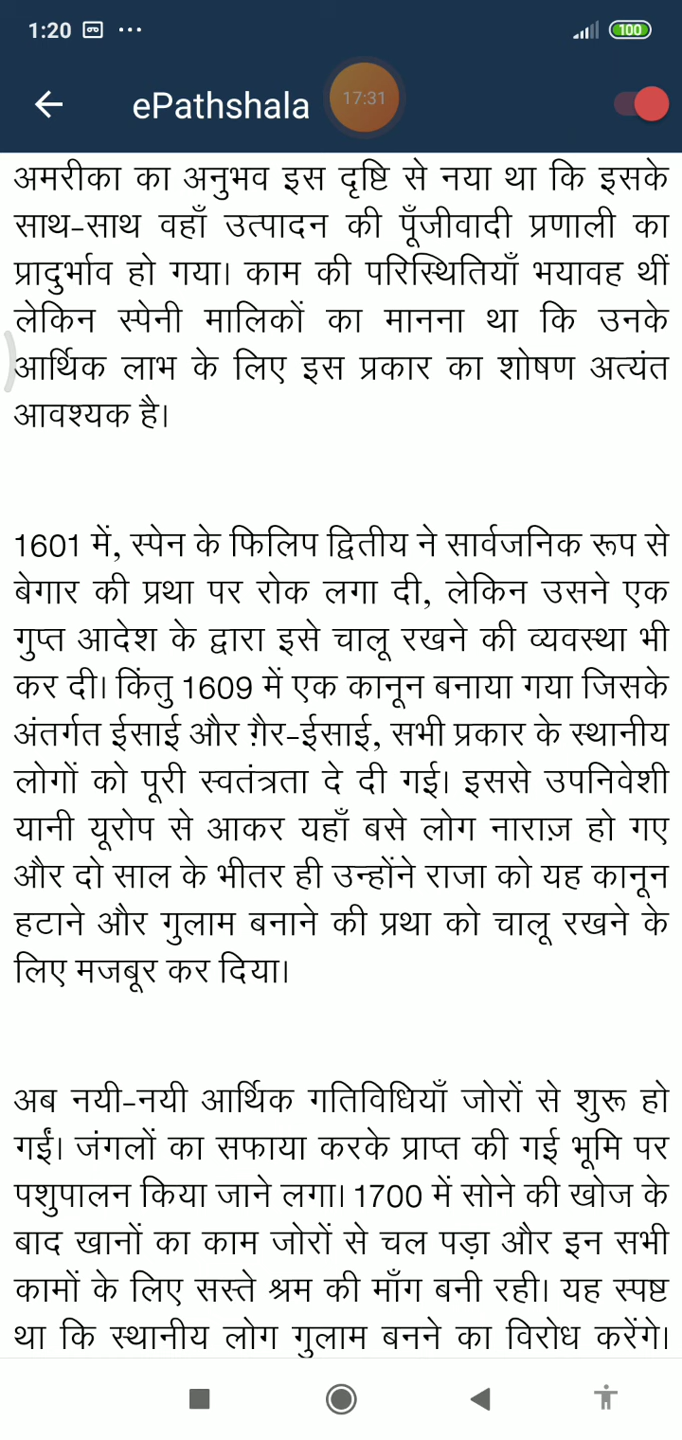 1:20
100
ePathshala
17:31
अमरीका का अनुभव इस दृष्टि से नया था कि इसके
साथ-साथ वहाँ उत्पादन की पूँजीवादी प्रणाली का
प्रादुर्भाव हो गया। काम की परिस्थितियाँ भयावह थीं
लेकिन स्पेनी मालिकों का मानना था कि उनके
आर्थिक लाभ के लिए इस प्रकार का शोषण अत्यंत
आवश्यक है।
1601 में, स्पेन के फिलिप द्वितीय ने सार्वजनिक रूप से
बेगार की प्रथा पर रोक लगा दी, लेकिन उसने एक
गुप्त आदेश के द्वारा इसे चालू रखने की व्यवस्था भी
कर दी। किंतु 1609 में एक कानून बनाया गया जिसके
अंतर्गत ईसाई और ग़ैर-ईसाई, सभी प्रकार के स्थानीय
लोगों को पूरी स्वतंत्रता दे दी गई। इससे उपनिवेशी
यानी यूरोप से आकर यहाँ बसे लोग नाराज़ हो गए
और दो साल के भीतर ही उन्होंने राजा को यह कानून
हटाने और गुलाम बनाने की प्रथा को चालू रखने के
लिए मजबूर कर दिया।
अब नयी-नयी आर्थिक गतिविधियाँ जोरों से शुरू हो
गईं। जंगलों का सफाया करके प्राप्त की गई भूमि पर
पशुपालन किया जाने लगा। 1700 में सोने की खोज के
बाद खानों का काम जोरों से चल पड़ा और इन सभी
कामों के लिए सस्ते श्रम की माँग बनी रही। यह स्पष्ट
था कि स्थानीय लोग गुलाम बनने का विरोध करेंगे।